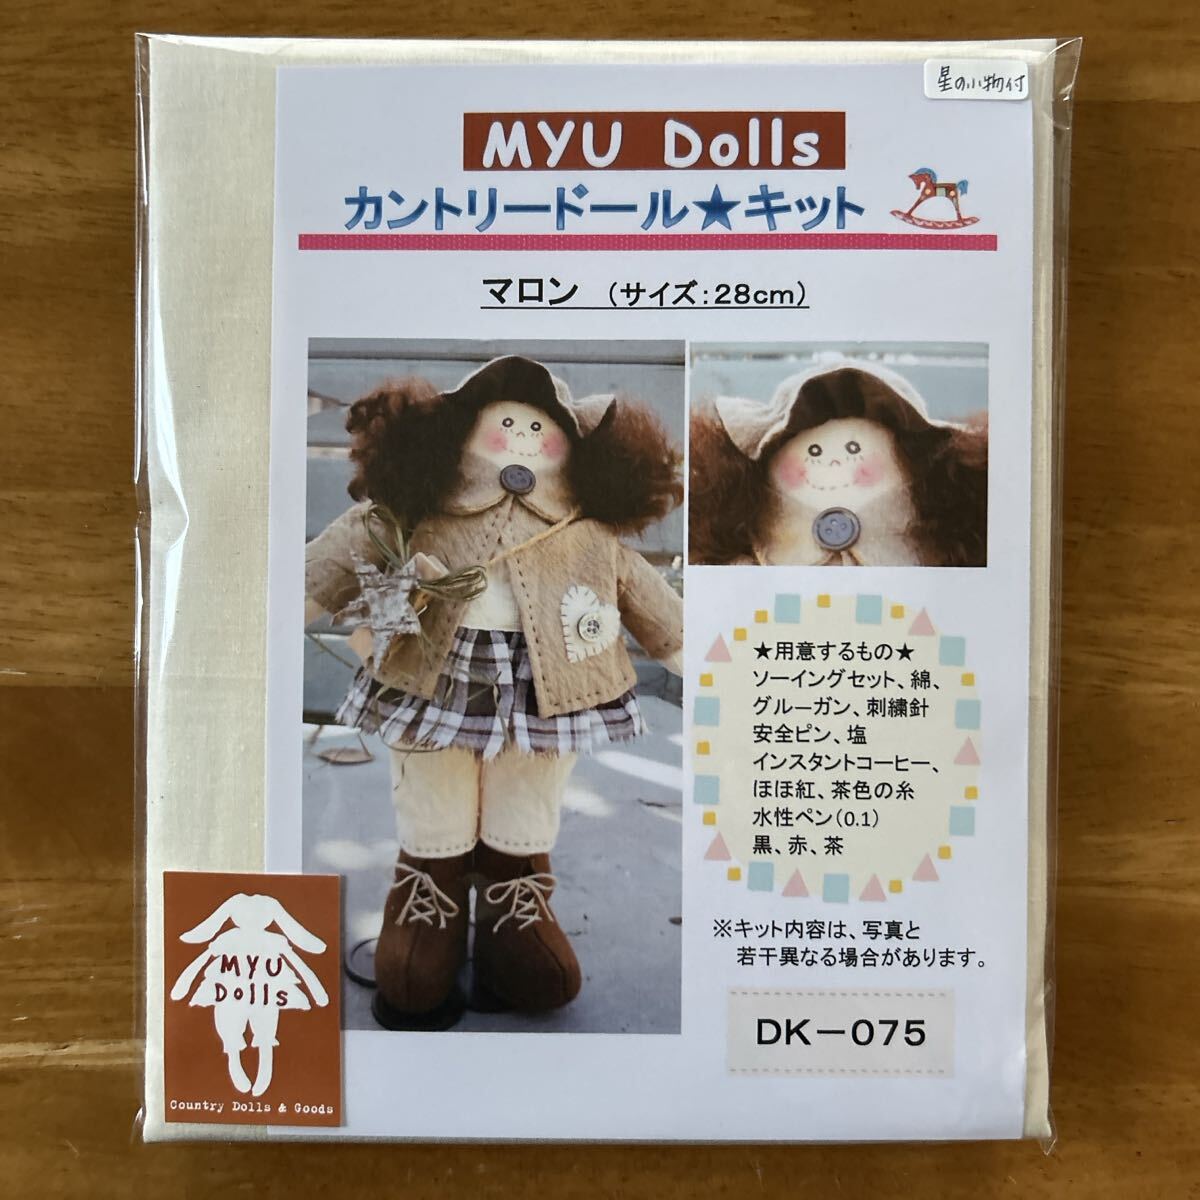 星の小物付
MYU Dolls
カントリードール★キット
マロン （サイズ：28cm）
★用意するもの★
ソーイングセット、綿、
グルーガン、刺繍針
安全ピン、塩
インスタントコーヒー、
ほほ紅、茶色の糸
水性ペン（0.1）
黒、赤、茶
※キット内容は、写真と
若干異なる場合があります。
DK－075
MYU
Dolls
Country Dolls & Goods